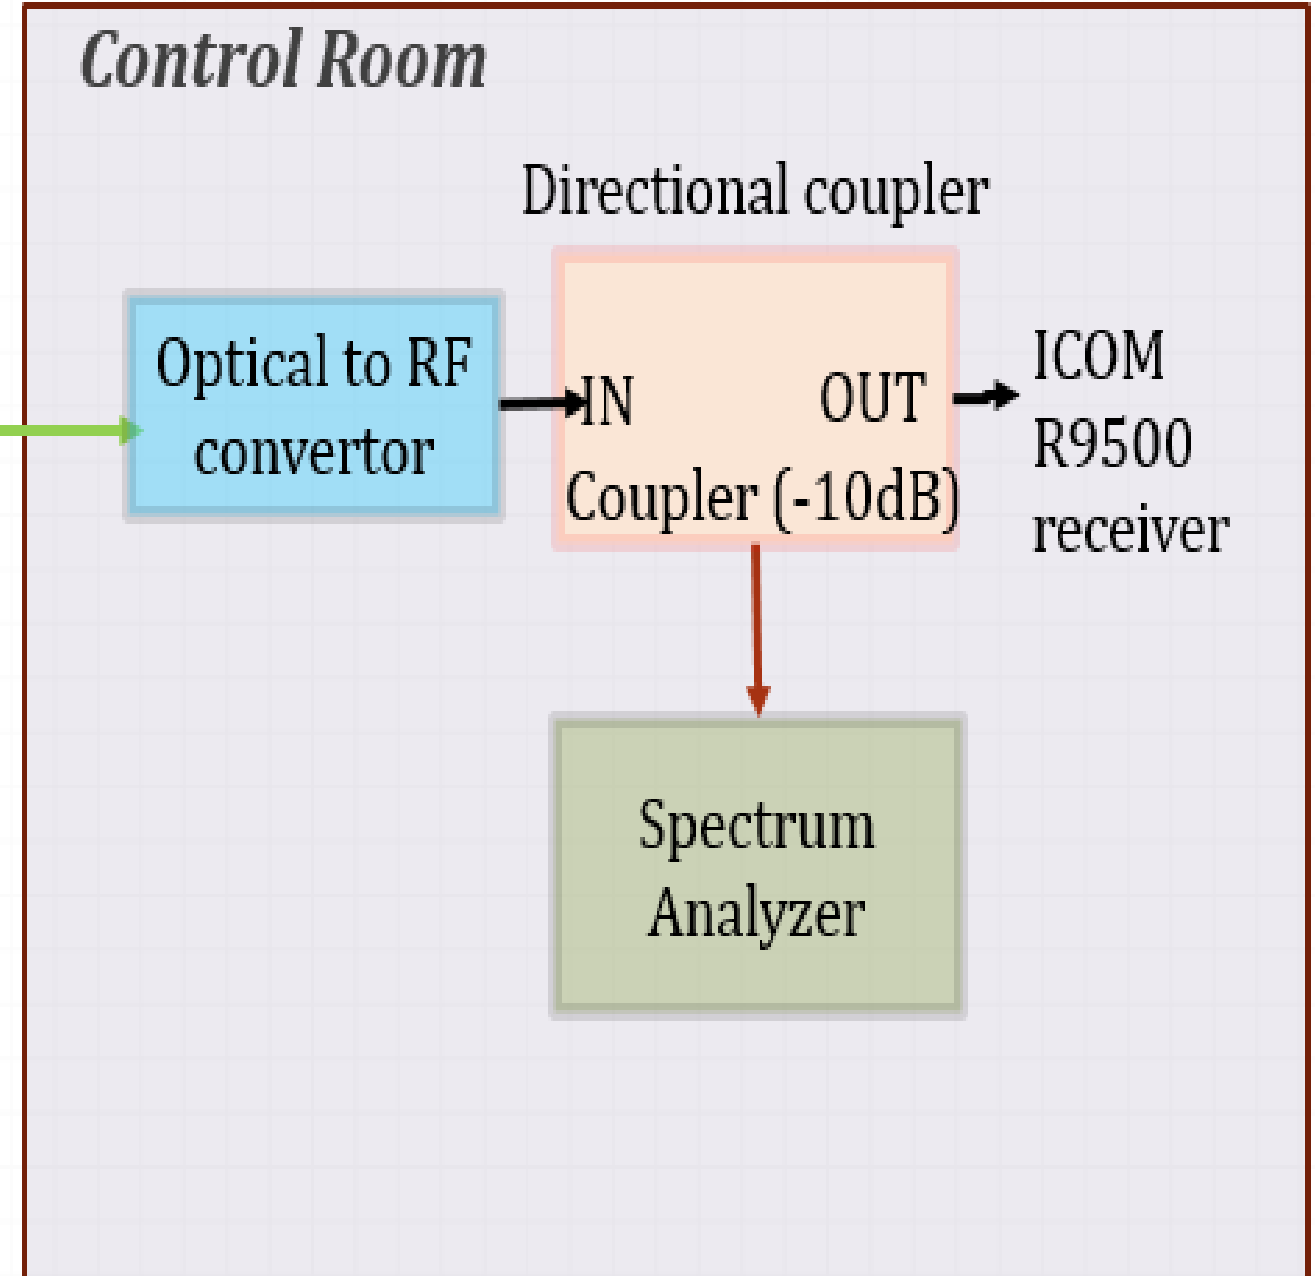 Control Room
Directional coupler
Optical to RF
convertor
IN
OUT
Coupler (-10dB)
ICOM
R9500
receiver
Spectrum
Analyzer